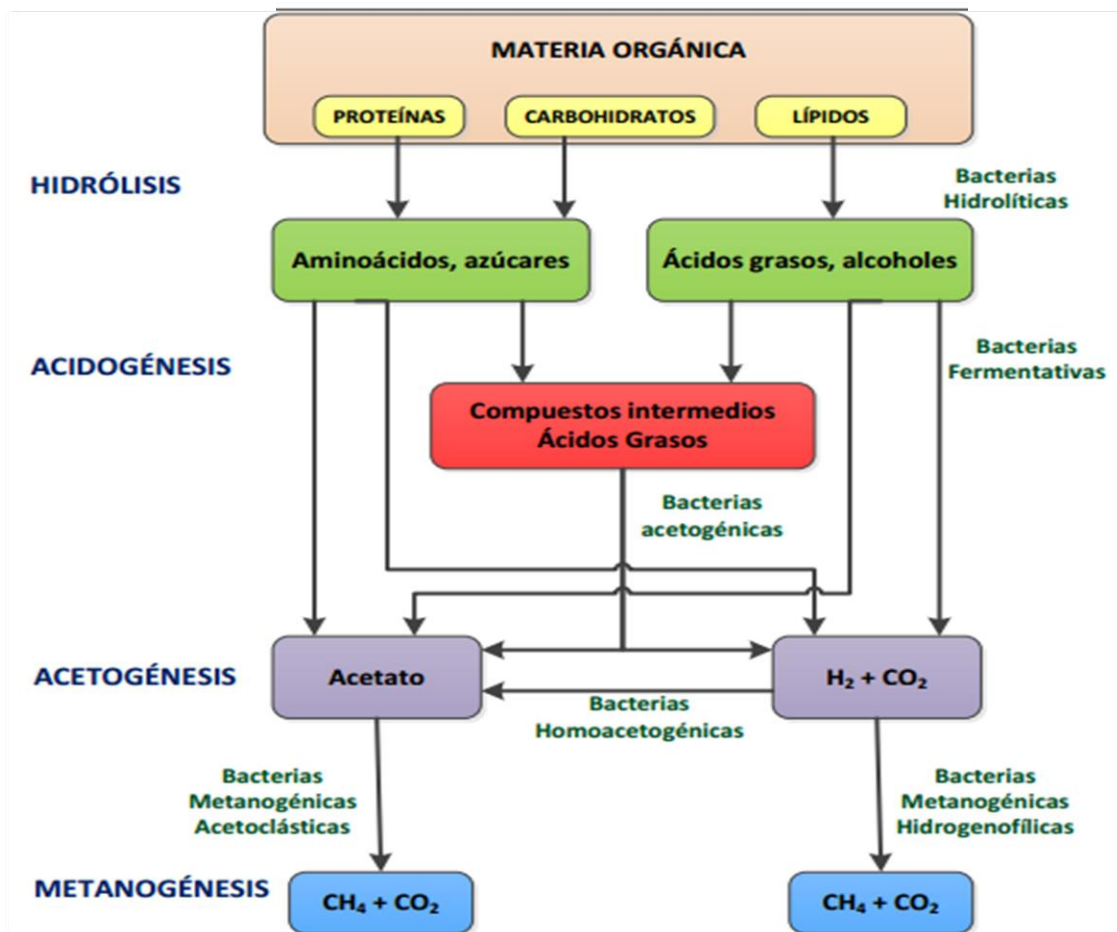 MATERIA ORGÁNICA
PROTEÍNAS
CARBOHIDRATOS
LÍPIDOS
HIDRÓLISIS
Bacterias
Hidrolíticas
Aminoácidos, azúcares
Ácidos grasos, alcoholes
ACIDOGÉNESIS
Bacterias
Fermentativas
Compuestos intermedios
Ácidos Grasos
Bacterias
acetogénicas
ACETOGÉNESIS
Acetato
H₂ + CO₂
Bacterias
Homoacetogénicas
Bacterias
Metanogénicas
Acetoclásticas
Bacterias
Metanogénicas
Hidrogenofílicas
METANOGÉNESIS
CH₄ + CO₂
CH₄ + CO₂